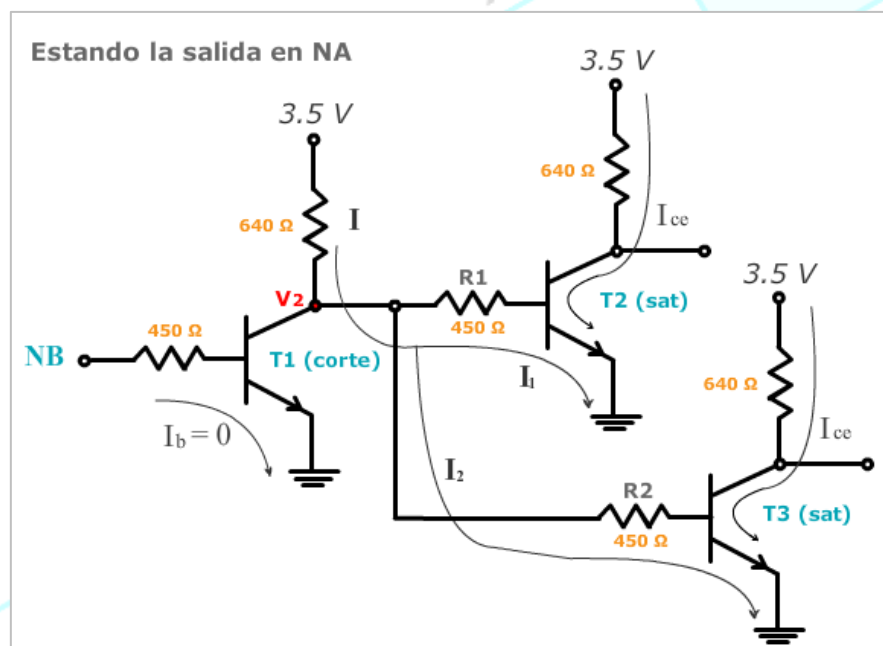 Estando la salida en NA
3.5 V
3.5 V
640 Ω
640 Ω
I
Ice
V2
R1
450 Ω
T2 (sat)
3.5 V
450 Ω
NB
T1 (corte)
I1
640 Ω
Ib = 0
Ice
I2
R2
450 Ω
T3 (sat)